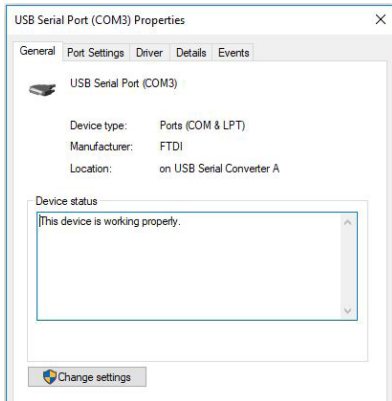 USB Serial Port (COM3) Properties
General Port Settings Driver Details Events
USB Serial Port (COM3)
Device type: Ports (COM & LPT)
Manufacturer: FTDI
Location: on USB Serial Converter A
Device status
This device is working properly.
Change settings